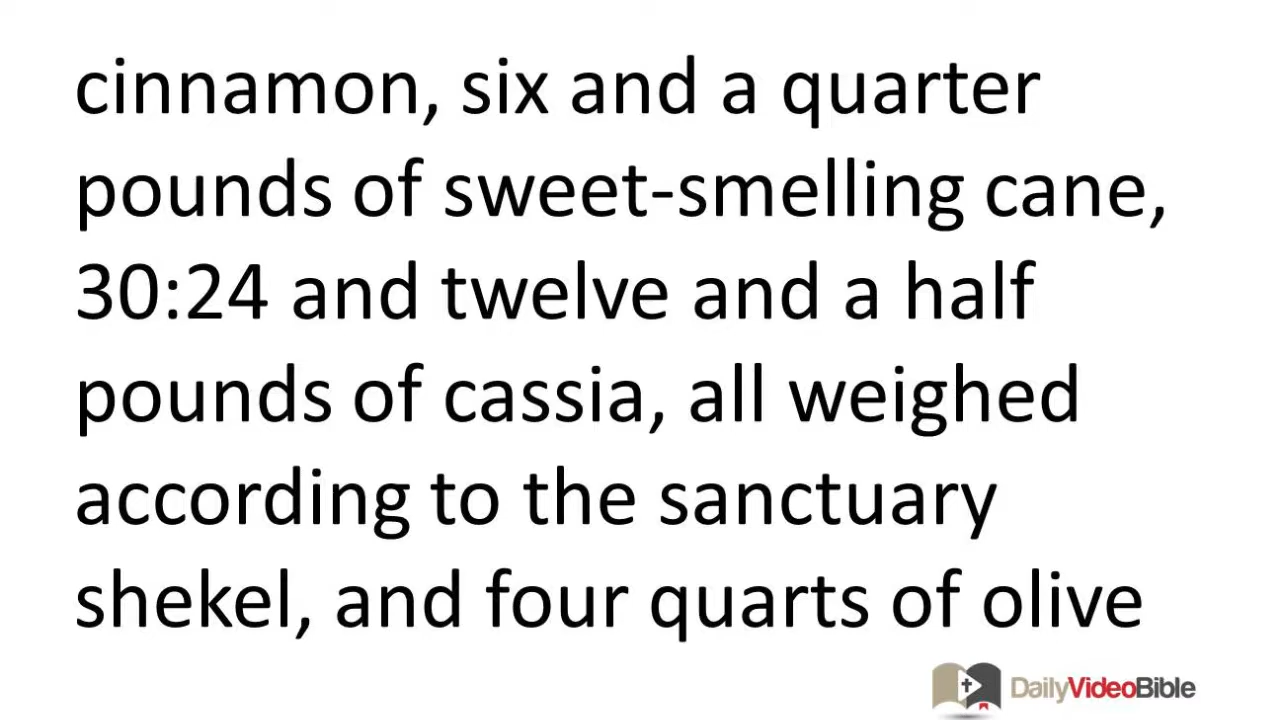 cinnamon, six and a quarter
pounds of sweet-smelling cane,
30:24 and twelve and a half
pounds of cassia, all weighed
according to the sanctuary
shekel, and four quarts of olive
DailyVideoBible